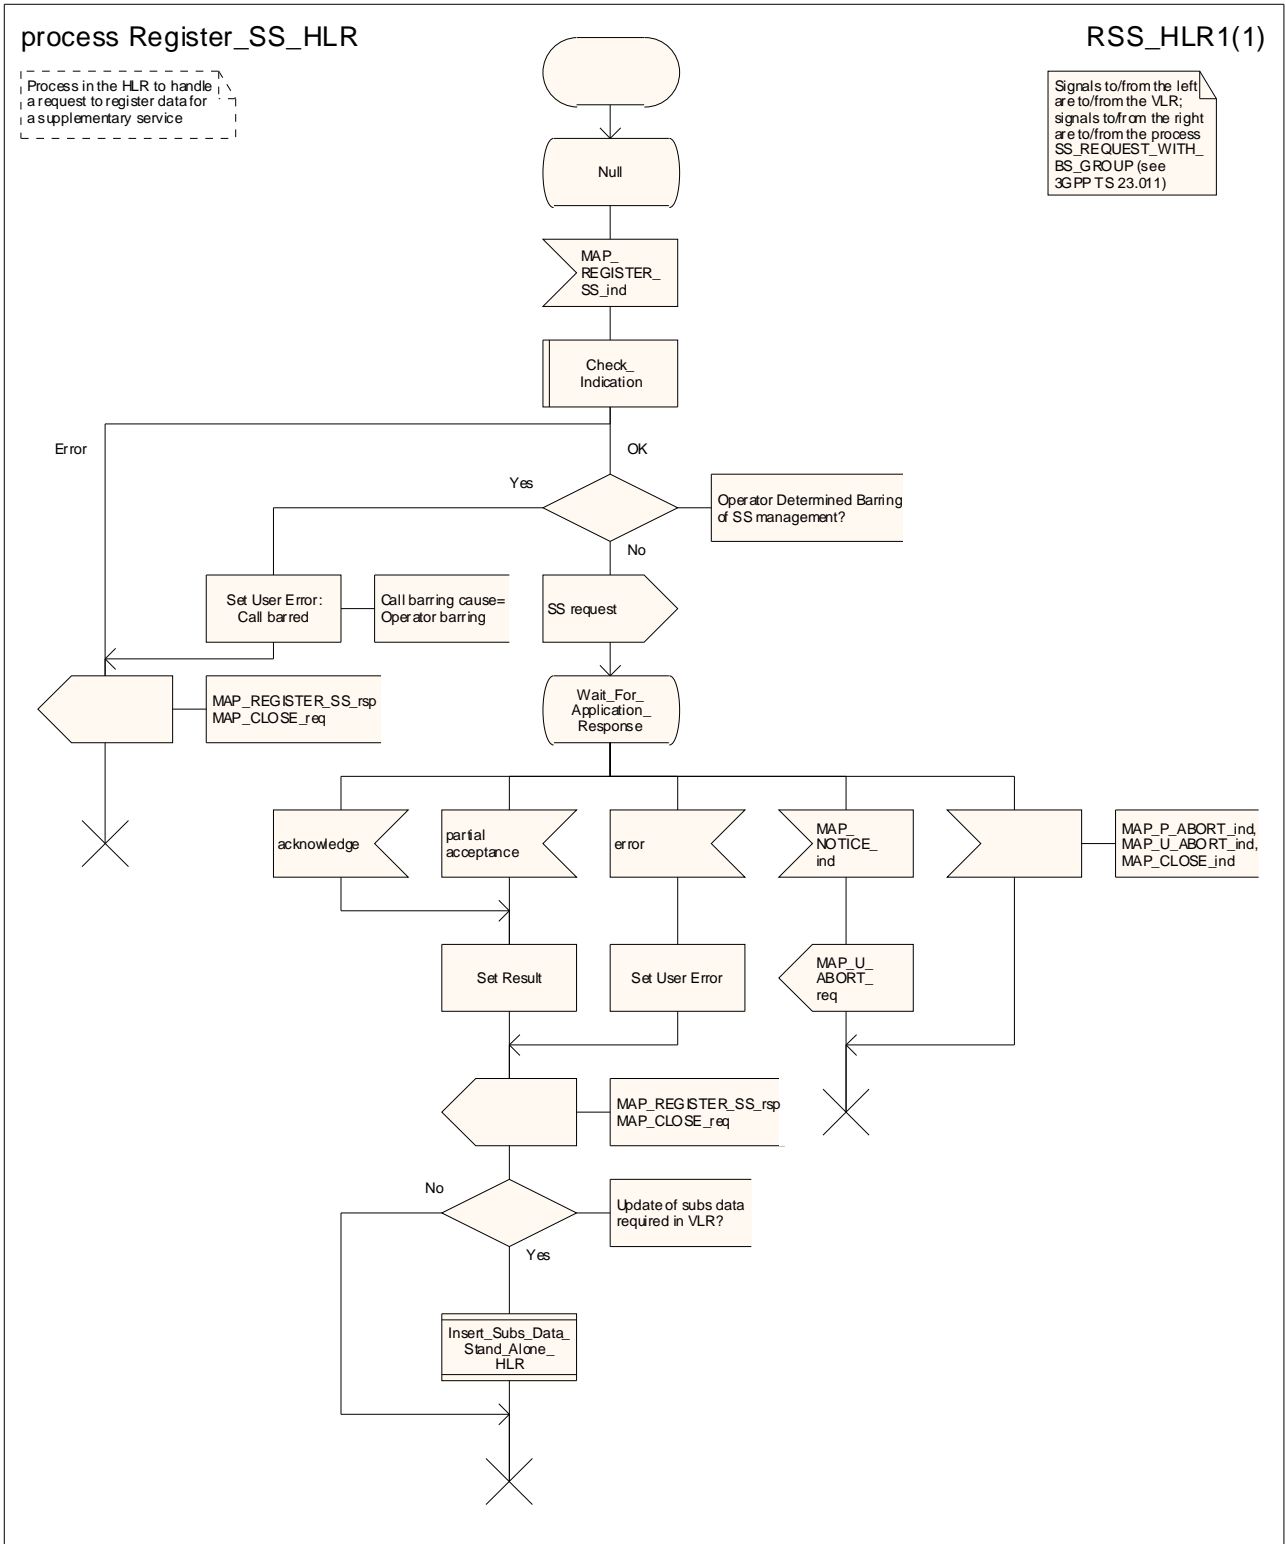 process Register_SS_HLR
RSS_HLR1(1)
Process in the HLR to handle
a request to register data for
a supplementary service
Signals to/from the left
are to/from the VLR;
signals to/from the right
are to/from the process
SS_REQUEST_WITH_
BS_GROUP (see
3GPP TS 23.011)
Null
MAP_
REGISTER_
SS_ind
Check_
Indication
Error
OK
Yes
Operator Determined Barring
of SS management?
No
Set User Error:
Call barred
Call barring cause=
Operator barring
SS request
MAP_REGISTER_SS_rsp
MAP_CLOSE_req
Wait_For_
Application_
Response
acknowledge
partial
acceptance
error
MAP_
NOTICE_
ind
MAP_P_ABORT_ind,
MAP_U_ABORT_ind,
MAP_CLOSE_ind
Set Result
Set User Error
MAP_U_
ABORT_
req
MAP_REGISTER_SS_rsp
MAP_CLOSE_req
No
Update of subs data
required in VLR?
Yes
Insert_Subs_Data_
Stand_Alone_
HLR